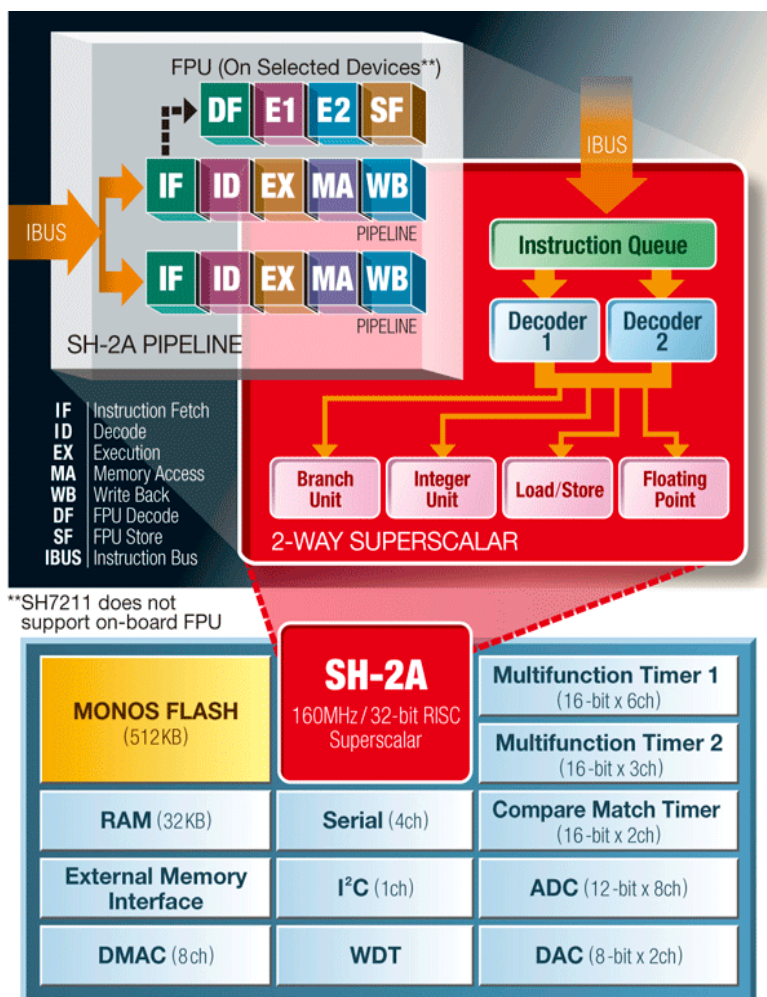 FPU (On Selected Devices**)
DF E1 E2 SF
IBUS
IF ID EX MA WB
PIPELINE
IF ID EX MA WB
PIPELINE
SH-2A PIPELINE
IBUS
Instruction Queue
Decoder 1
Decoder 2
Branch Unit
Integer Unit
Load/Store
Floating Point
2-WAY SUPERSCALAR
IF Instruction Fetch
ID Decode
EX Execution
MA Memory Access
WB Write Back
DF FPU Decode
SF FPU Store
IBUS Instruction Bus
**SH7211 does not
support on-board FPU
MONOS FLASH
(512KB)
SH-2A
160MHz / 32-bit RISC
Superscalar
Multifunction Timer 1
(16-bit x 6ch)
Multifunction Timer 2
(16-bit x 3ch)
RAM (32KB)
Serial (4ch)
Compare Match Timer
(16-bit x 2ch)
External Memory
Interface
I²C (1ch)
ADC (12-bit x 8ch)
DMAC (8ch)
WDT
DAC (8-bit x 2ch)